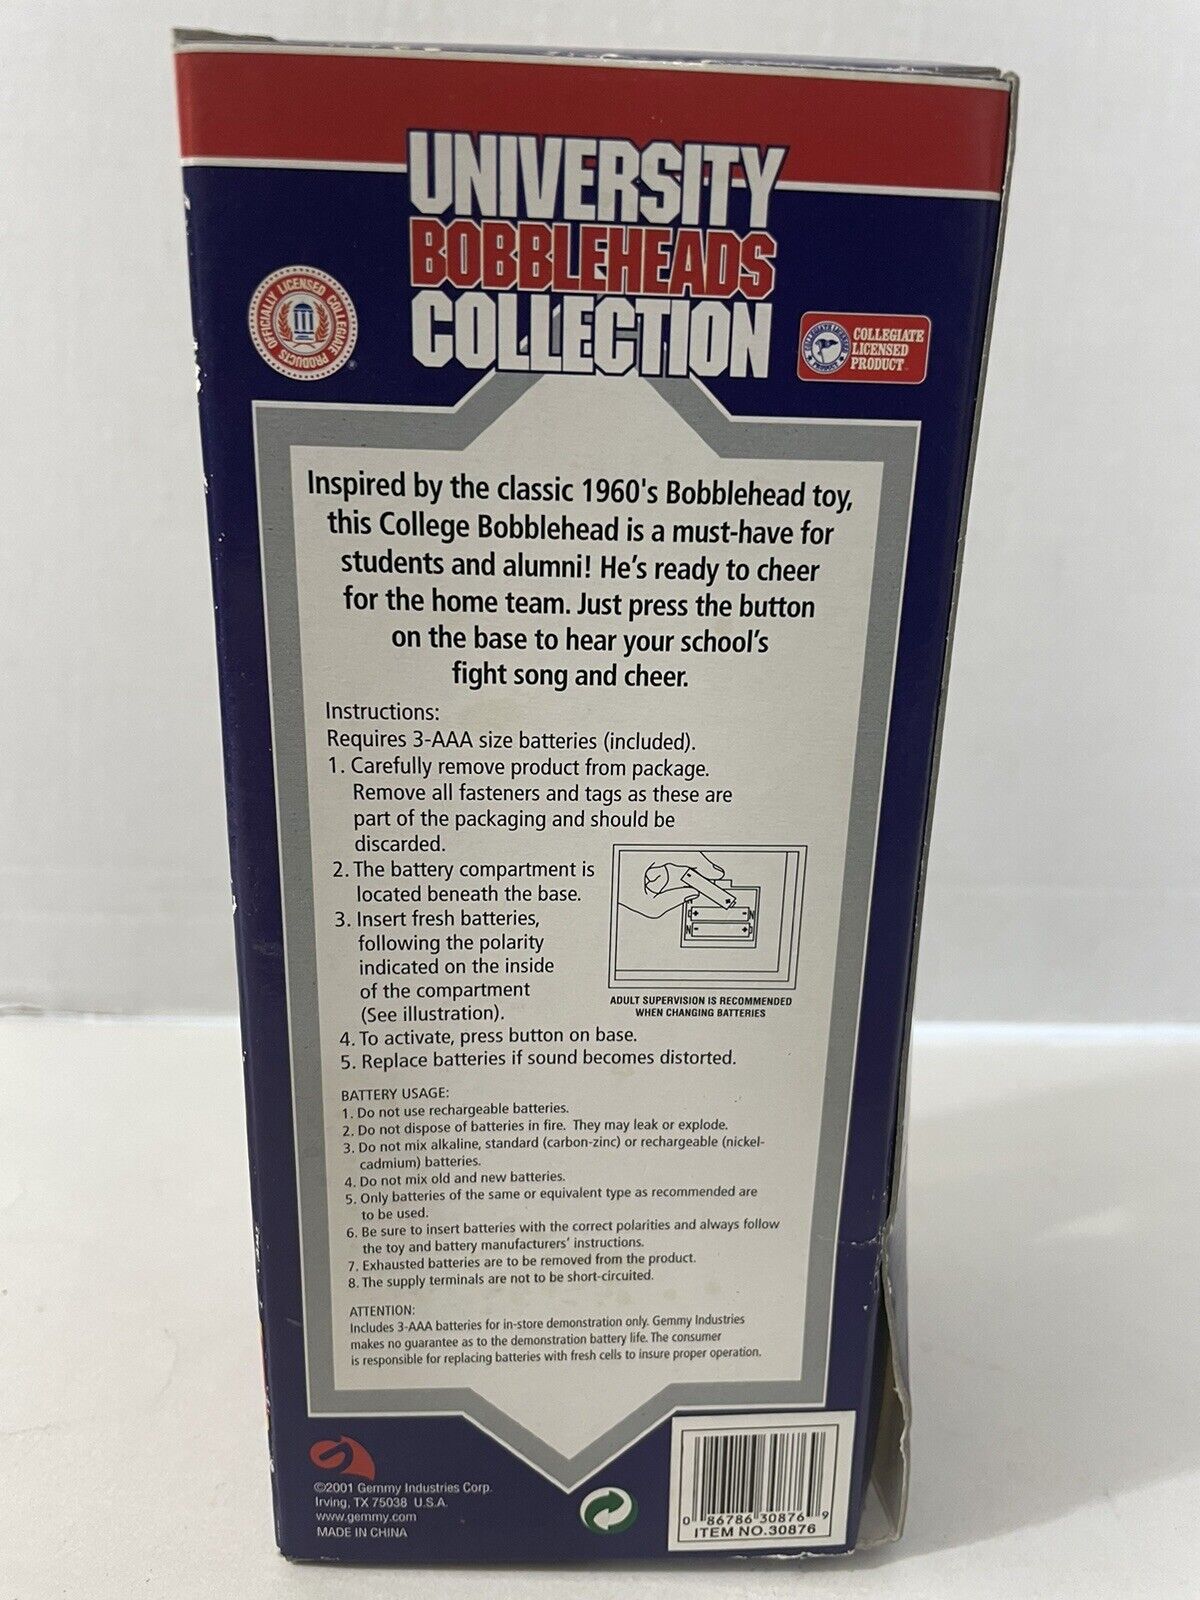 UNIVERSITY
BOBBLEHEADS
COLLECTION
OFFICIALLY LICENSED COLLEGIATE PRODUCTS
COLLEGIATE
LICENSED
PRODUCT
Inspired by the classic 1960's Bobblehead toy,
this College Bobblehead is a must-have for
students and alumni! He's ready to cheer
for the home team. Just press the button
on the base to hear your school's
fight song and cheer.
Instructions:
Requires 3-AAA size batteries (included).
1. Carefully remove product from package.
Remove all fasteners and tags as these are
part of the packaging and should be
discarded.
2. The battery compartment is
located beneath the base.
3. Insert fresh batteries,
following the polarity
indicated on the inside
of the compartment
(See illustration).
ADULT SUPERVISION IS RECOMMENDED
WHEN CHANGING BATTERIES
4. To activate, press button on base.
5. Replace batteries if sound becomes distorted.
BATTERY USAGE:
1. Do not use rechargeable batteries.
2. Do not dispose of batteries in fire. They may leak or explode.
3. Do not mix alkaline, standard (carbon-zinc) or rechargeable (nickel-
cadmium) batteries.
4. Do not mix old and new batteries.
5. Only batteries of the same or equivalent type as recommended are
to be used.
6. Be sure to insert batteries with the correct polarities and always follow
the toy and battery manufacturers' instructions.
7. Exhausted batteries are to be removed from the product.
8. The supply terminals are not to be short-circuited.
ATTENTION:
Includes 3-AAA batteries for in-store demonstration only. Gemmy Industries
makes no guarantee as to the demonstration battery life. The consumer
is responsible for replacing batteries with fresh cells to insure proper operation.
©2001 Gemmy Industries Corp.
Irving, TX 75038 U.S.A.
www.gemmy.com
MADE IN CHINA
0 86786 30876 9
ITEM NO.30876